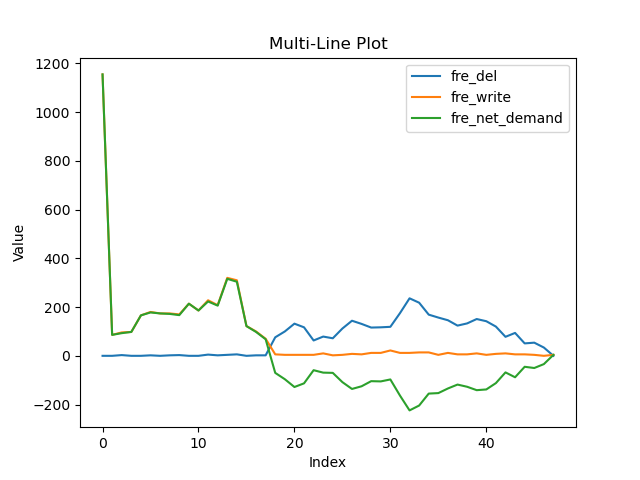 Multi-Line Plot
fre_del
fre_write
fre_net_demand
Value
1200
1000
800
600
400
200
0
−200
0 10 20 30 40
Index